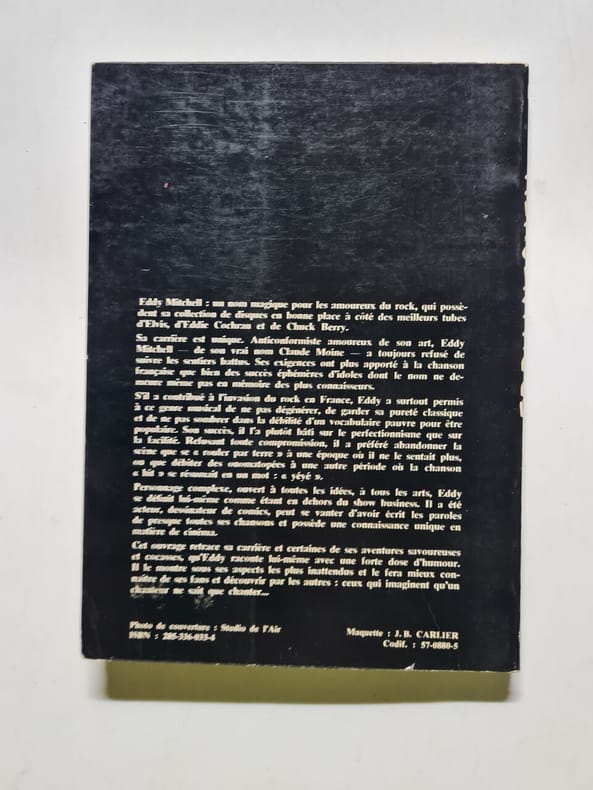 Eddy Mitchell : un nom magique pour les amoureux du rock, qui possè-
dent sa collection de disques en bonne place à côté des meilleurs tubes
d'Elvis, d'Eddie Cochran et de Chuck Berry.
Sa carrière est unique. Anticonformiste amoureux de son art, Eddy
Mitchell — de son vrai nom Claude Moine — a toujours refusé de
suivre les sentiers battus. Ses exigences ont plus apporté à la chanson
française que bien des succès éphémères d'idoles dont le nom ne de-
meure même pas en mémoire des plus connaisseurs.
S'il a contribué à l'invasion du rock en France, Eddy a surtout permis
à ce genre musical de ne pas dégénérer, de garder sa pureté classique
et de ne pas sombrer dans la débilité d'un vocabulaire pauvre pour être
populaire. Son succès, il l'a plutôt bâti sur le perfectionnisme que sur
la facilité. Refusant toute compromission, il a préféré abandonner la
scène que se « rouler par terre » à une époque où il ne le sentait plus,
ou que débiter des onomatopées à une autre période où la chanson
« hit » se résumait en un mot : « yéyé ».
Personnage complexe, ouvert à toutes les idées, à tous les arts, Eddy
se définit lui-même comme étant en dehors du show business. Il a été
acteur, dessinateur de comics, peut se vanter d'avoir écrit les paroles
de presque toutes ses chansons et possède une connaissance unique en
matière de cinéma.
Cet ouvrage retrace sa carrière et certaines de ses aventures savoureuses
et cocasses, qu'Eddy raconte lui-même avec une forte dose d'humour.
Il le montre sous ses aspects les plus inattendus et le fera mieux con-
naître de ses fans et découvrir par les autres : ceux qui imaginent qu'un
chanteur ne sait que chanter...
Photo de couverture : Studio de l'Air
ISBN : 285-336-033-4
Maquette : J.B. CARLIER
Codif. : 57-0880-5